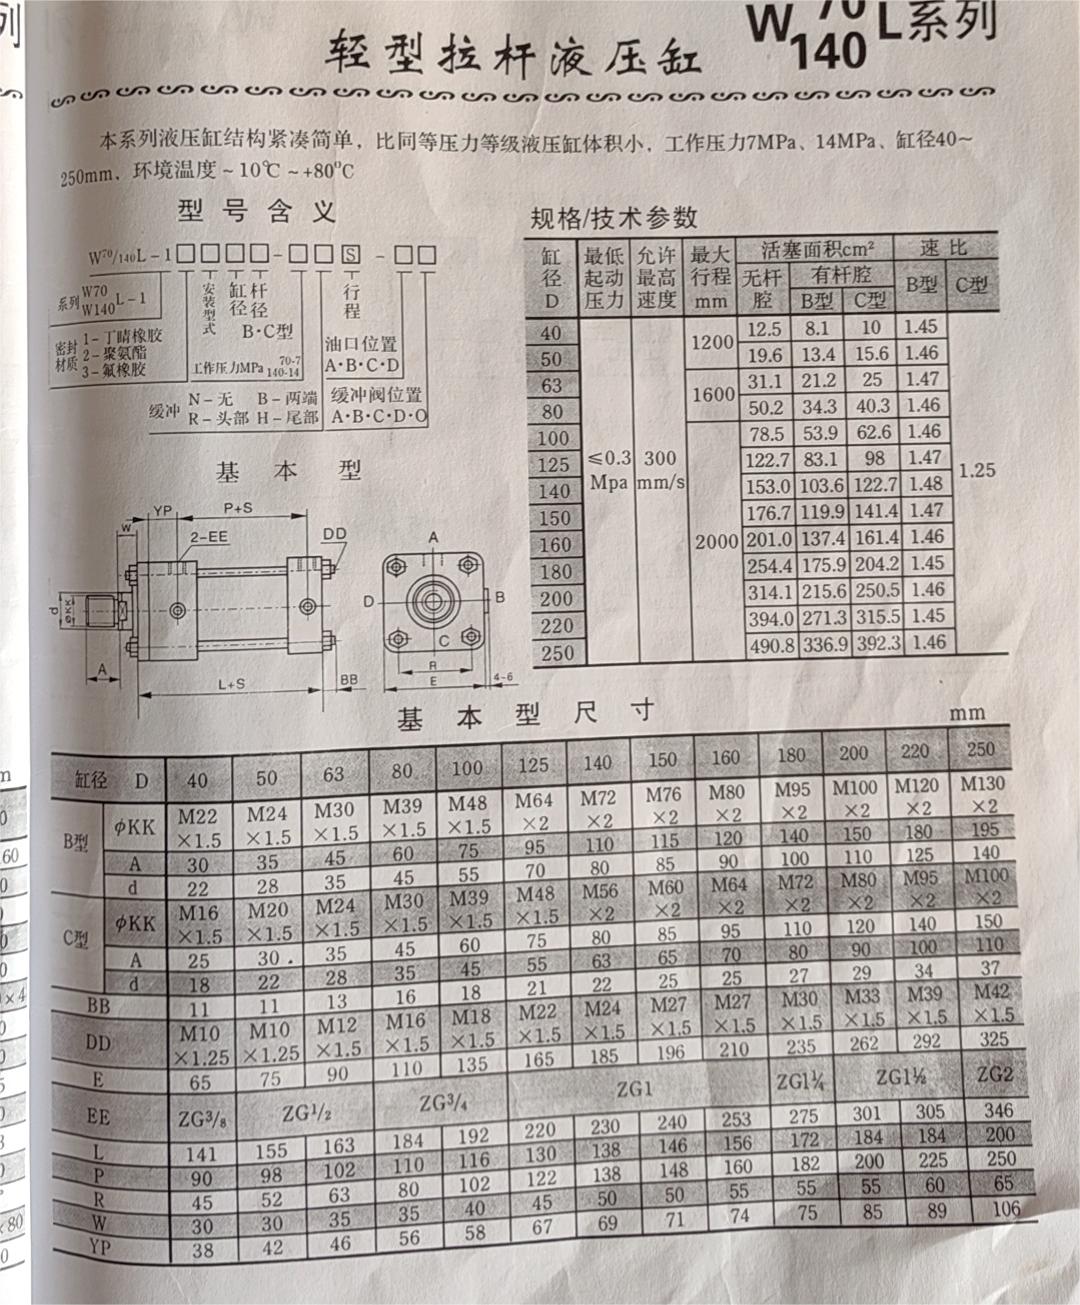 列
W 70/140 L系列
轻型拉杆液压缸
本系列液压缸结构紧凑简单，比同等压力等级液压缸体积小，工作压力7MPa、14MPa、缸径40~
250mm，环境温度~10℃~+80℃
型号含义
W70/140L-1□□□□-□□S-□□
系列 W70 W140 L-1
安装型式
缸径
杆径
B·C型
行程
密封材质
1-丁晴橡胶
2-聚氨酯
3-氟橡胶
工作压力MPa 70-7 140-14
油口位置
A·B·C·D
缓冲
N-无 B-两端
R-头部 H-尾部
缓冲阀位置
A·B·C·D·O
规格/技术参数
缸径D 最低起动压力 允许最高速度 最大行程mm 活塞面积cm² 速比
无杆腔 有杆腔 B型 C型
B型 C型
40 1200 12.5 8.1 10 1.45
50 19.6 13.4 15.6 1.46
63 1600 31.1 21.2 25 1.47
80 50.2 34.3 40.3 1.46
100 78.5 53.9 62.6 1.46
125 ≤0.3 300 122.7 83.1 98 1.47 1.25
140 Mpa mm/s 153.0 103.6 122.7 1.48
150 176.7 119.9 141.4 1.47
160 2000 201.0 137.4 161.4 1.46
180 254.4 175.9 204.2 1.45
200 314.1 215.6 250.5 1.46
220 394.0 271.3 315.5 1.45
250 490.8 336.9 392.3 1.46
基本型
YP P+S
W 2-EE DD A
d φKK D B
C
A R
L+S BB E 4-6
基本型尺寸 mm
缸径 D 40 50 63 80 100 125 140 150 160 180 200 220 250
B型 φKK M22×1.5 M24×1.5 M30×1.5 M39×1.5 M48×1.5 M64×2 M72×2 M76×2 M80×2 M95×2 M100×2 M120×2 M130×2
A 30 35 45 60 75 95 110 115 120 140 150 180 195
d 22 28 35 45 55 70 80 85 90 100 110 125 140
C型 φKK M16×1.5 M20×1.5 M24×1.5 M30×1.5 M39×1.5 M48×1.5 M56×2 M60×2 M64×2 M72×2 M80×2 M95×2 M100×2
A 25 30 35 45 60 75 80 85 95 110 120 140 150
d 18 22 28 35 45 55 63 65 70 80 90 100 110
BB 11 11 13 16 18 21 22 25 25 27 29 34 37
DD M10×1.25 M10×1.25 M12×1.5 M16×1.5 M18×1.5 M22×1.5 M24×1.5 M27×1.5 M27×1.5 M30×1.5 M33×1.5 M39×1.5 M42×1.5
E 65 75 90 110 135 165 185 196 210 235 262 292 325
EE ZG3/8 ZG1/2 ZG3/4 ZG1 ZG1¼ ZG1½ ZG2
L 141 155 163 184 192 220 230 240 253 275 301 305 346
P 90 98 102 110 116 130 138 146 156 172 184 184 200
R 45 52 63 80 102 122 138 148 160 182 200 225 250
W 30 30 35 35 40 45 50 50 55 55 55 60 65
YP 38 42 46 56 58 67 69 71 74 75 85 89 106